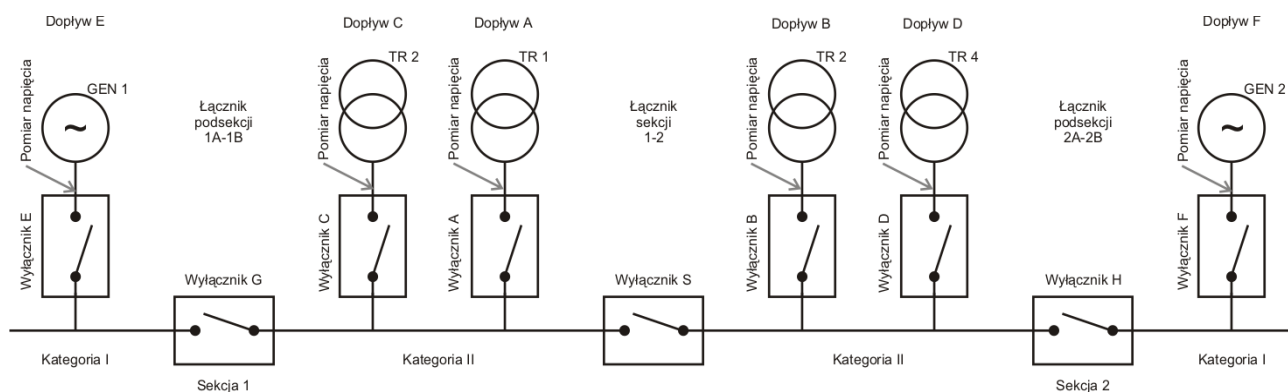 Dopływ E
Dopływ C
Dopływ A
Dopływ B
Dopływ D
Dopływ F
GEN 1
TR 2
TR 1
TR 2
TR 4
GEN 2
Pomiar napięcia
Łącznik
podsekcji
1A-1B
Pomiar napięcia
Pomiar napięcia
Łącznik
sekcji
1-2
Pomiar napięcia
Pomiar napięcia
Łącznik
podsekcji
2A-2B
Pomiar napięcia
~
~
Wyłącznik E
Wyłącznik C
Wyłącznik A
Wyłącznik B
Wyłącznik D
Wyłącznik F
Wyłącznik G
Wyłącznik S
Wyłącznik H
Kategoria I
Kategoria II
Kategoria II
Kategoria I
Sekcja 1
Sekcja 2